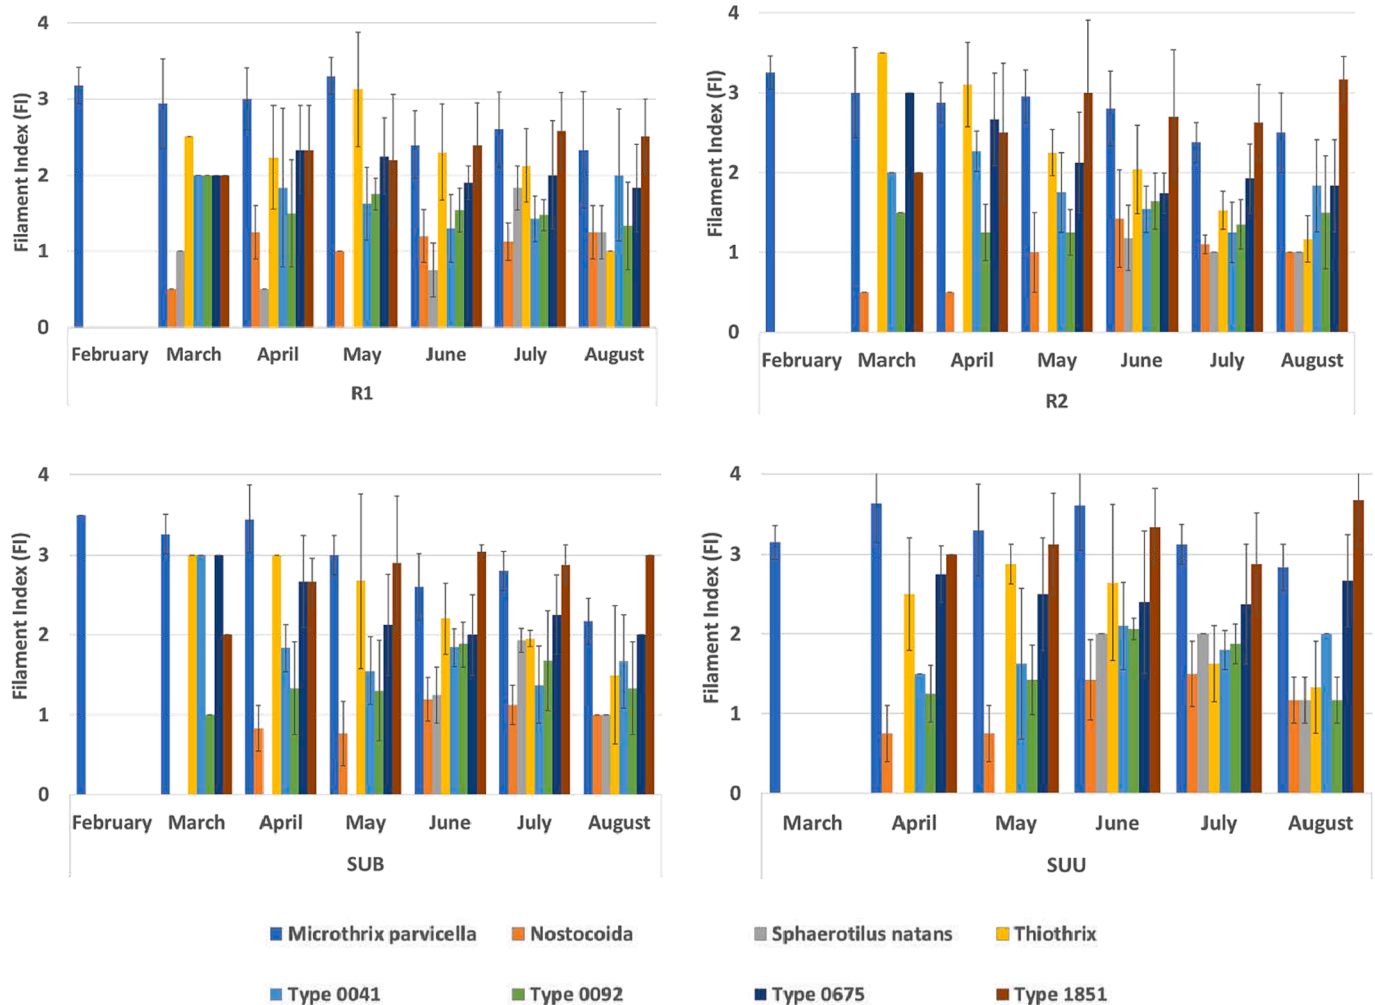 4
3
2
1
0
Filament Index (FI)
February March April May June July August
R1
4
3
2
1
0
Filament Index (FI)
February March April May June July August
R2
4
3
2
1
0
Filament Index (FI)
February March April May June July August
SUB
4
3
2
1
0
Filament Index (FI)
March April May June July August
SUU
Microthrix parvicella Nostocoida Sphaerotilus natans Thiothrix
Type 0041 Type 0092 Type 0675 Type 1851